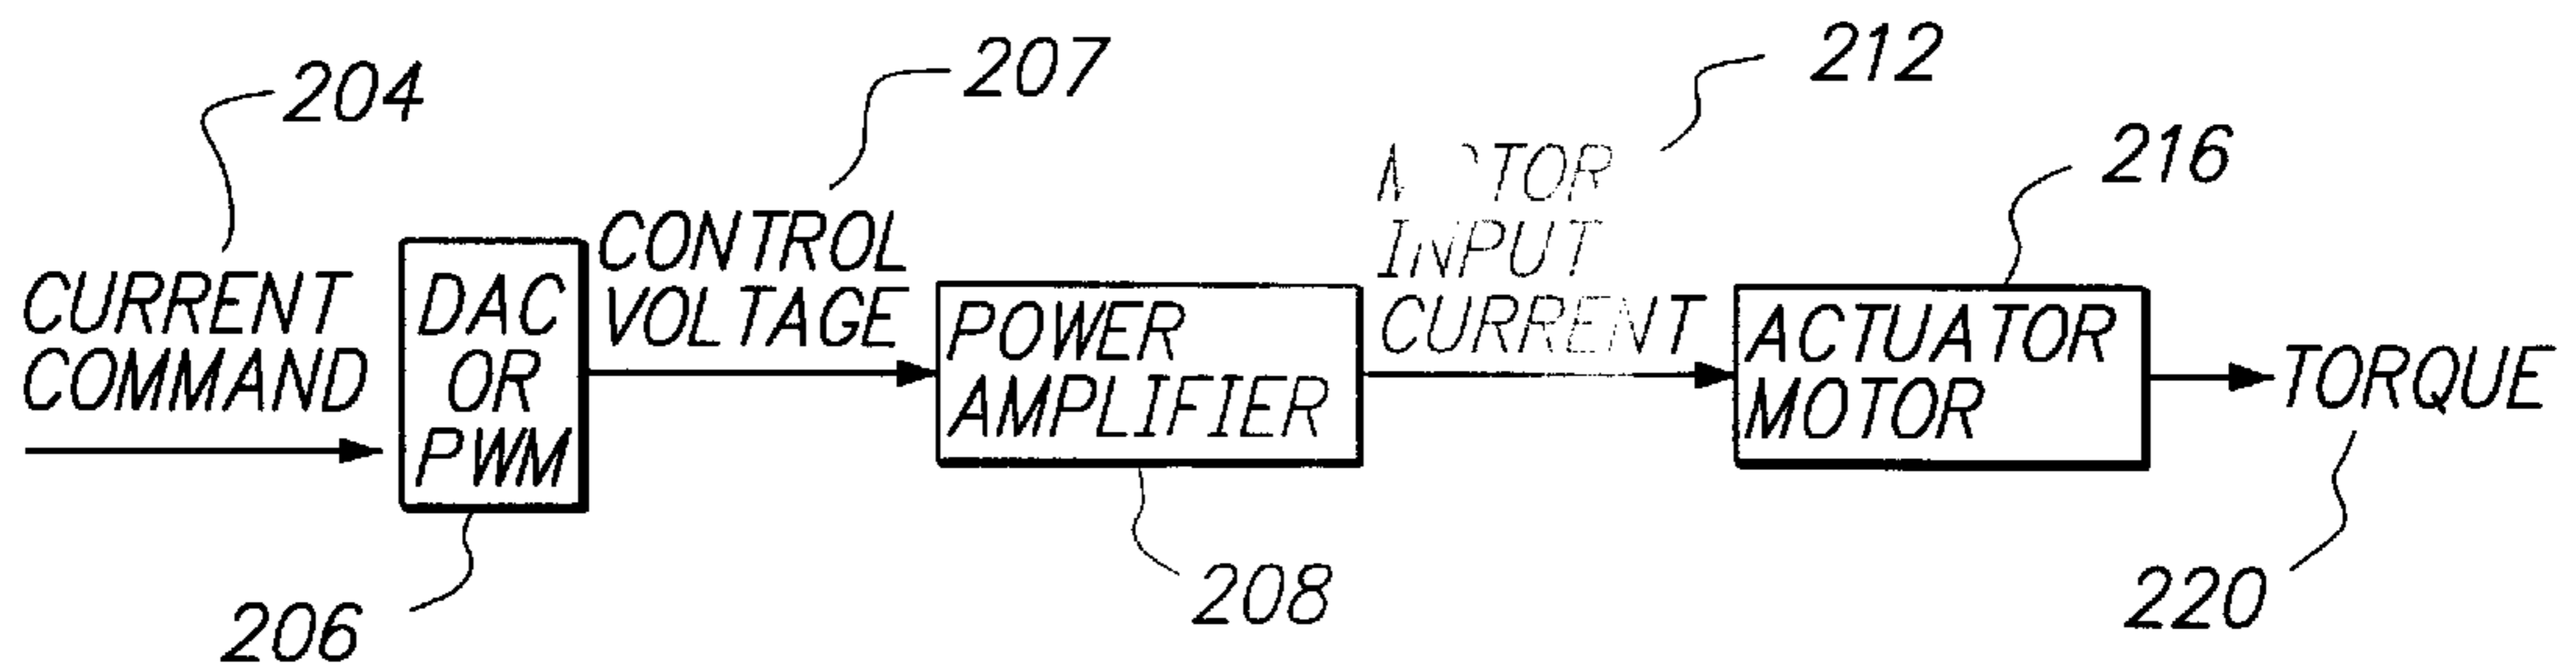 204
207
212
216
CURRENT
COMMAND
DAC
OR
PWM
CONTROL
VOLTAGE
POWER
AMPLIFIER
MOTOR
INPUT
CURRENT
ACTUATOR
MOTOR
TORQUE
206
208
220